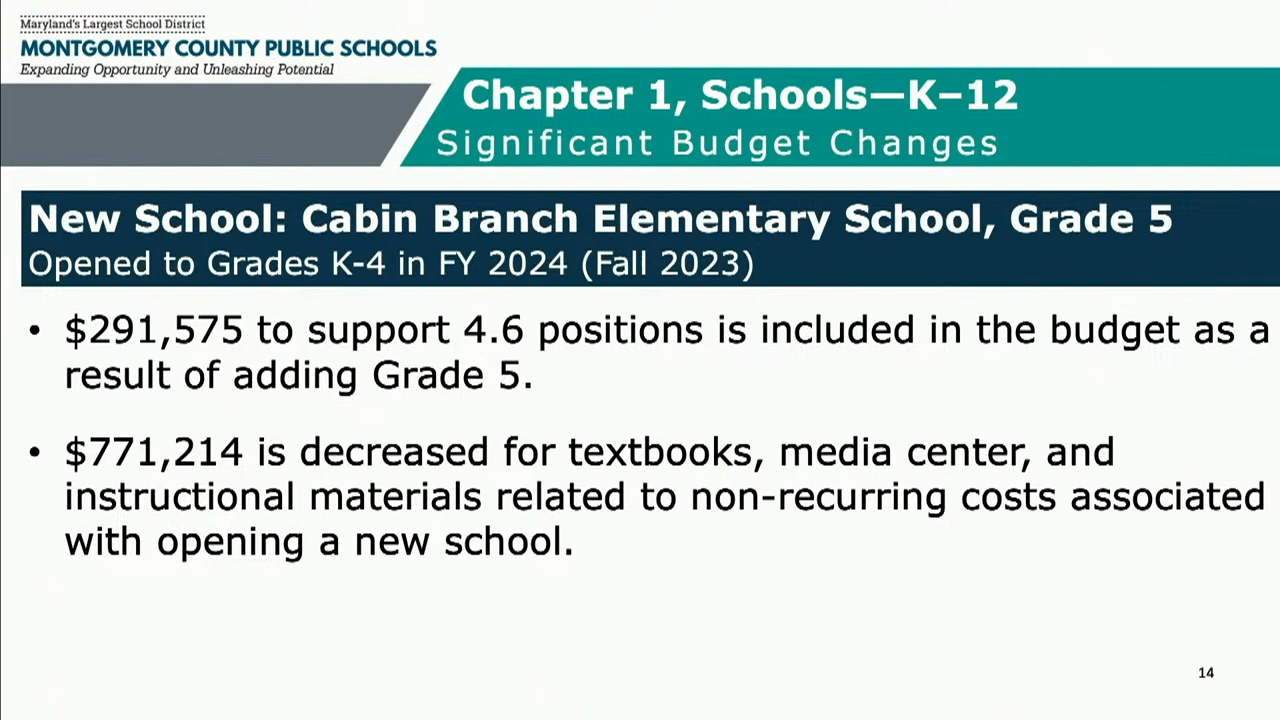 Maryland's Largest School District
MONTGOMERY COUNTY PUBLIC SCHOOLS
Expanding Opportunity and Unleashing Potential
Chapter 1, Schools—K–12
Significant Budget Changes
New School: Cabin Branch Elementary School, Grade 5
Opened to Grades K-4 in FY 2024 (Fall 2023)
• $291,575 to support 4.6 positions is included in the budget as a
result of adding Grade 5.
• $771,214 is decreased for textbooks, media center, and
instructional materials related to non-recurring costs associated
with opening a new school.
14